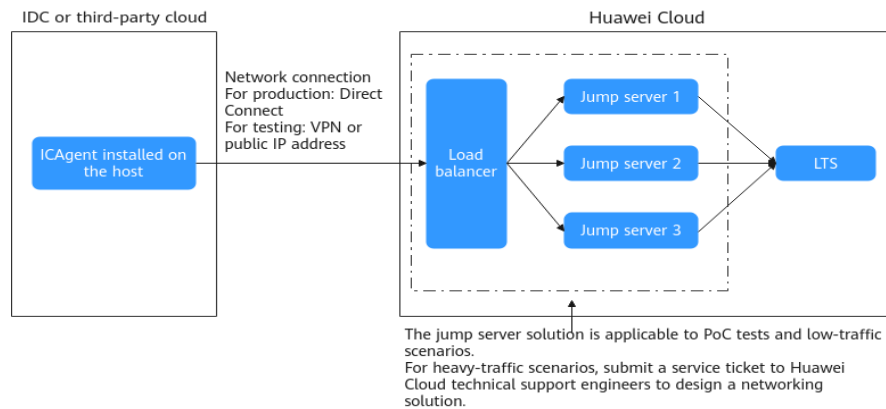 IDC or third-party cloud
Huawei Cloud
Network connection
For production: Direct
Connect
For testing: VPN or
public IP address
ICAgent installed on
the host
Load
balancer
Jump server 1
Jump server 2
Jump server 3
LTS
The jump server solution is applicable to PoC tests and low-traffic
scenarios.
For heavy-traffic scenarios, submit a service ticket to Huawei
Cloud technical support engineers to design a networking
solution.